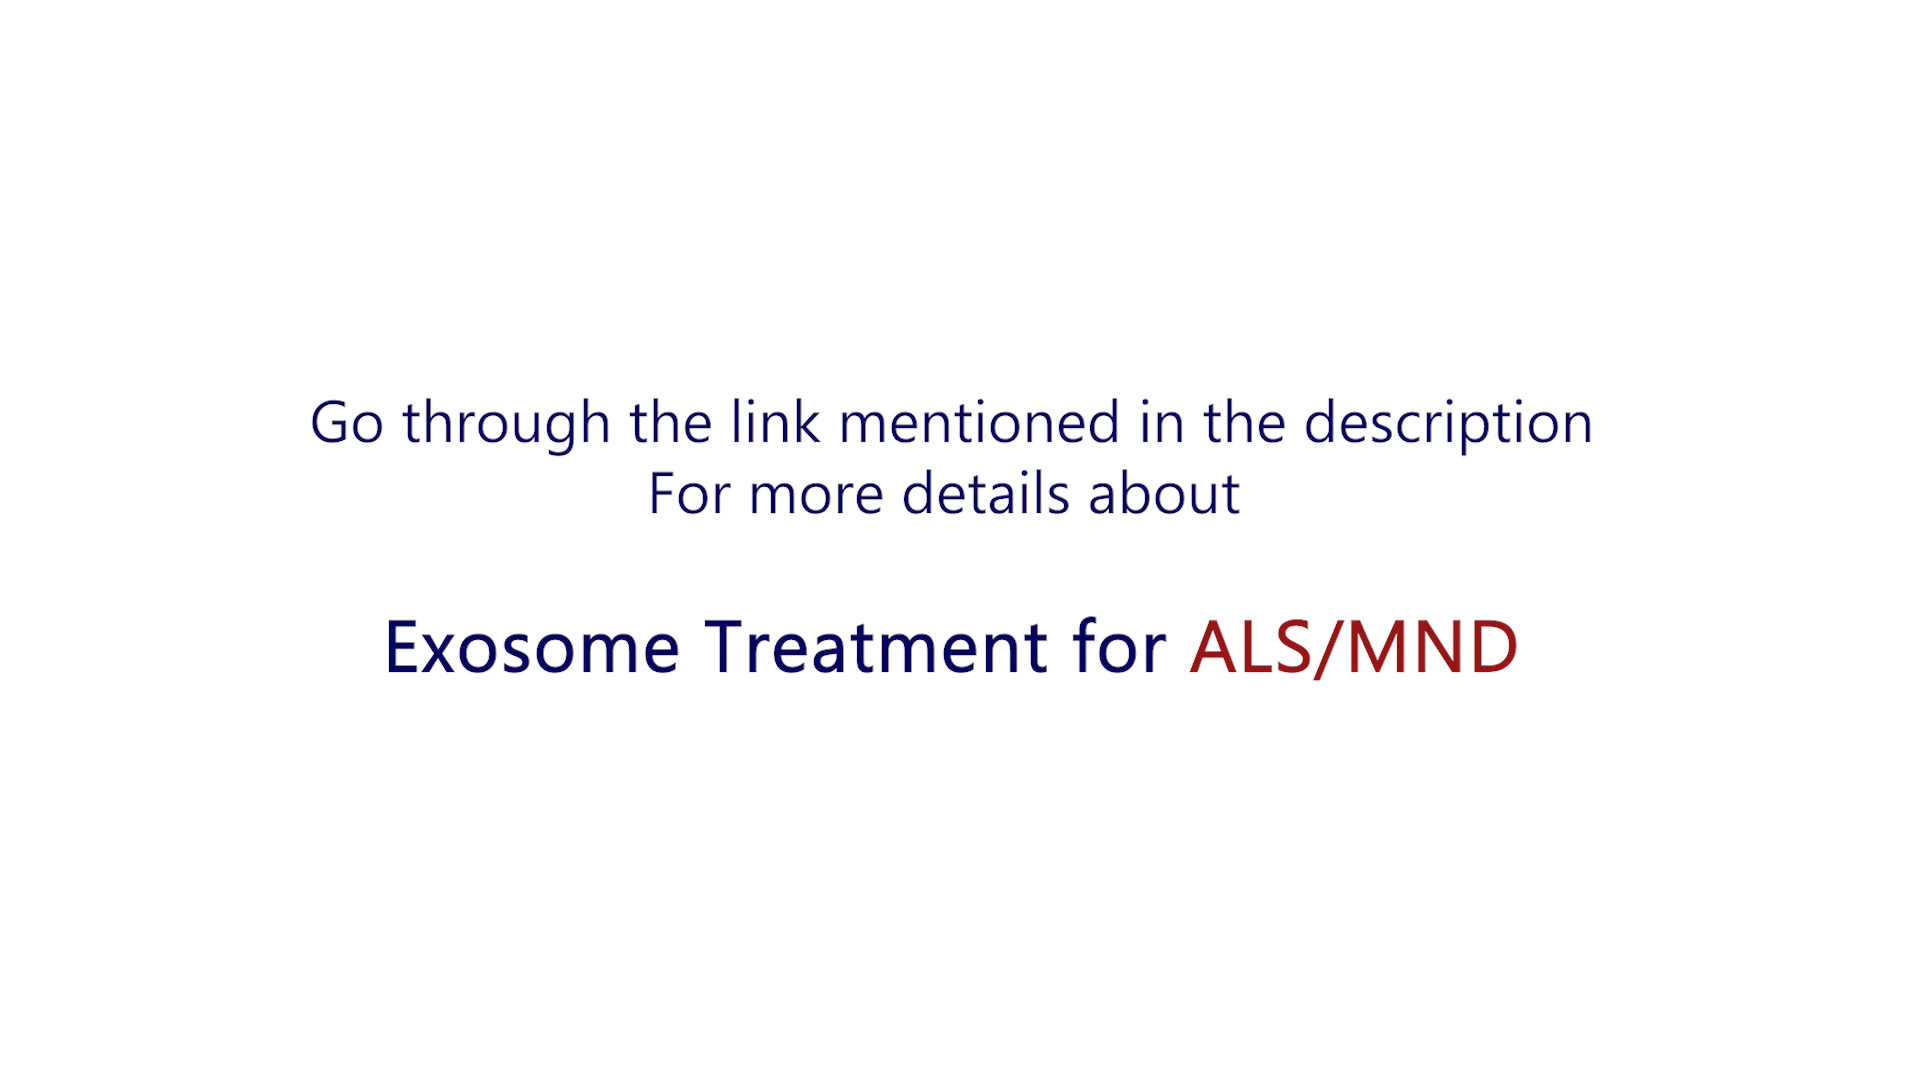 Go through the link mentioned in the description
For more details about
Exosome Treatment for ALS/MND